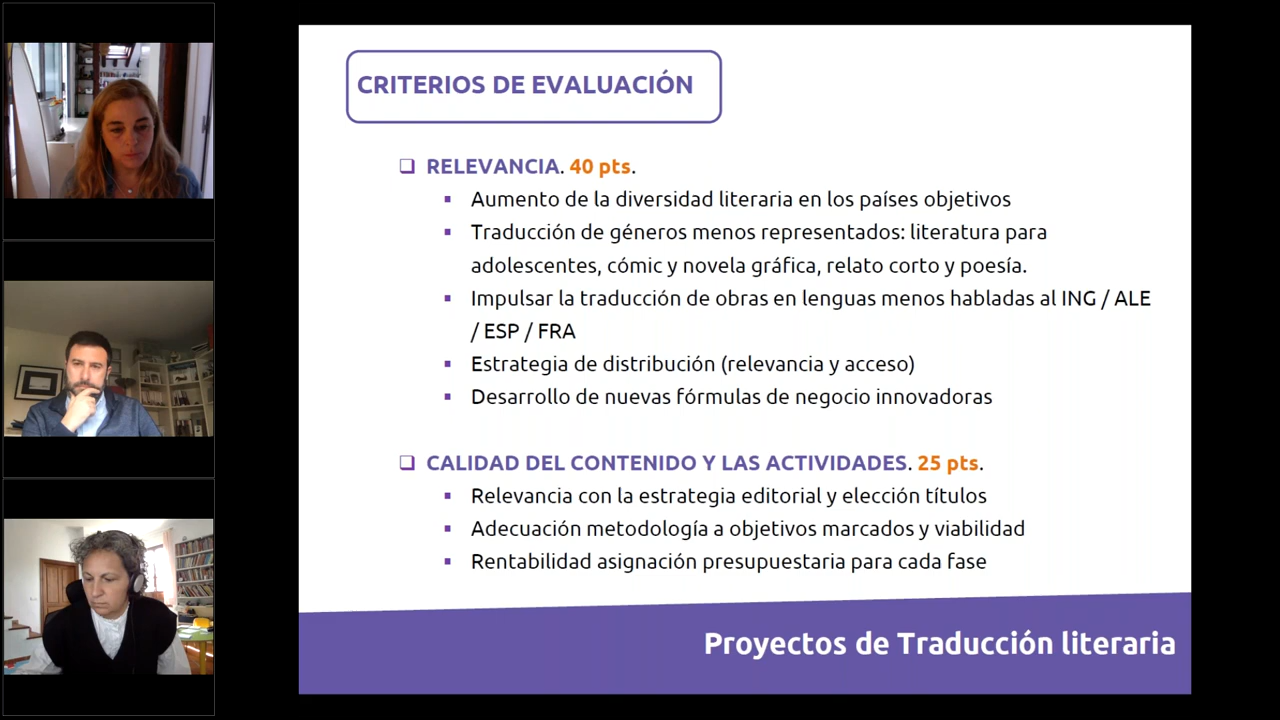 CRITERIOS DE EVALUACIÓN
❑ RELEVANCIA. 40 pts.
▪ Aumento de la diversidad literaria en los países objetivos
▪ Traducción de géneros menos representados: literatura para
adolescentes, cómic y novela gráfica, relato corto y poesía.
▪ Impulsar la traducción de obras en lenguas menos habladas al ING / ALE
/ ESP / FRA
▪ Estrategia de distribución (relevancia y acceso)
▪ Desarrollo de nuevas fórmulas de negocio innovadoras
❑ CALIDAD DEL CONTENIDO Y LAS ACTIVIDADES. 25 pts.
▪ Relevancia con la estrategia editorial y elección títulos
▪ Adecuación metodología a objetivos marcados y viabilidad
▪ Rentabilidad asignación presupuestaria para cada fase
Proyectos de Traducción literaria